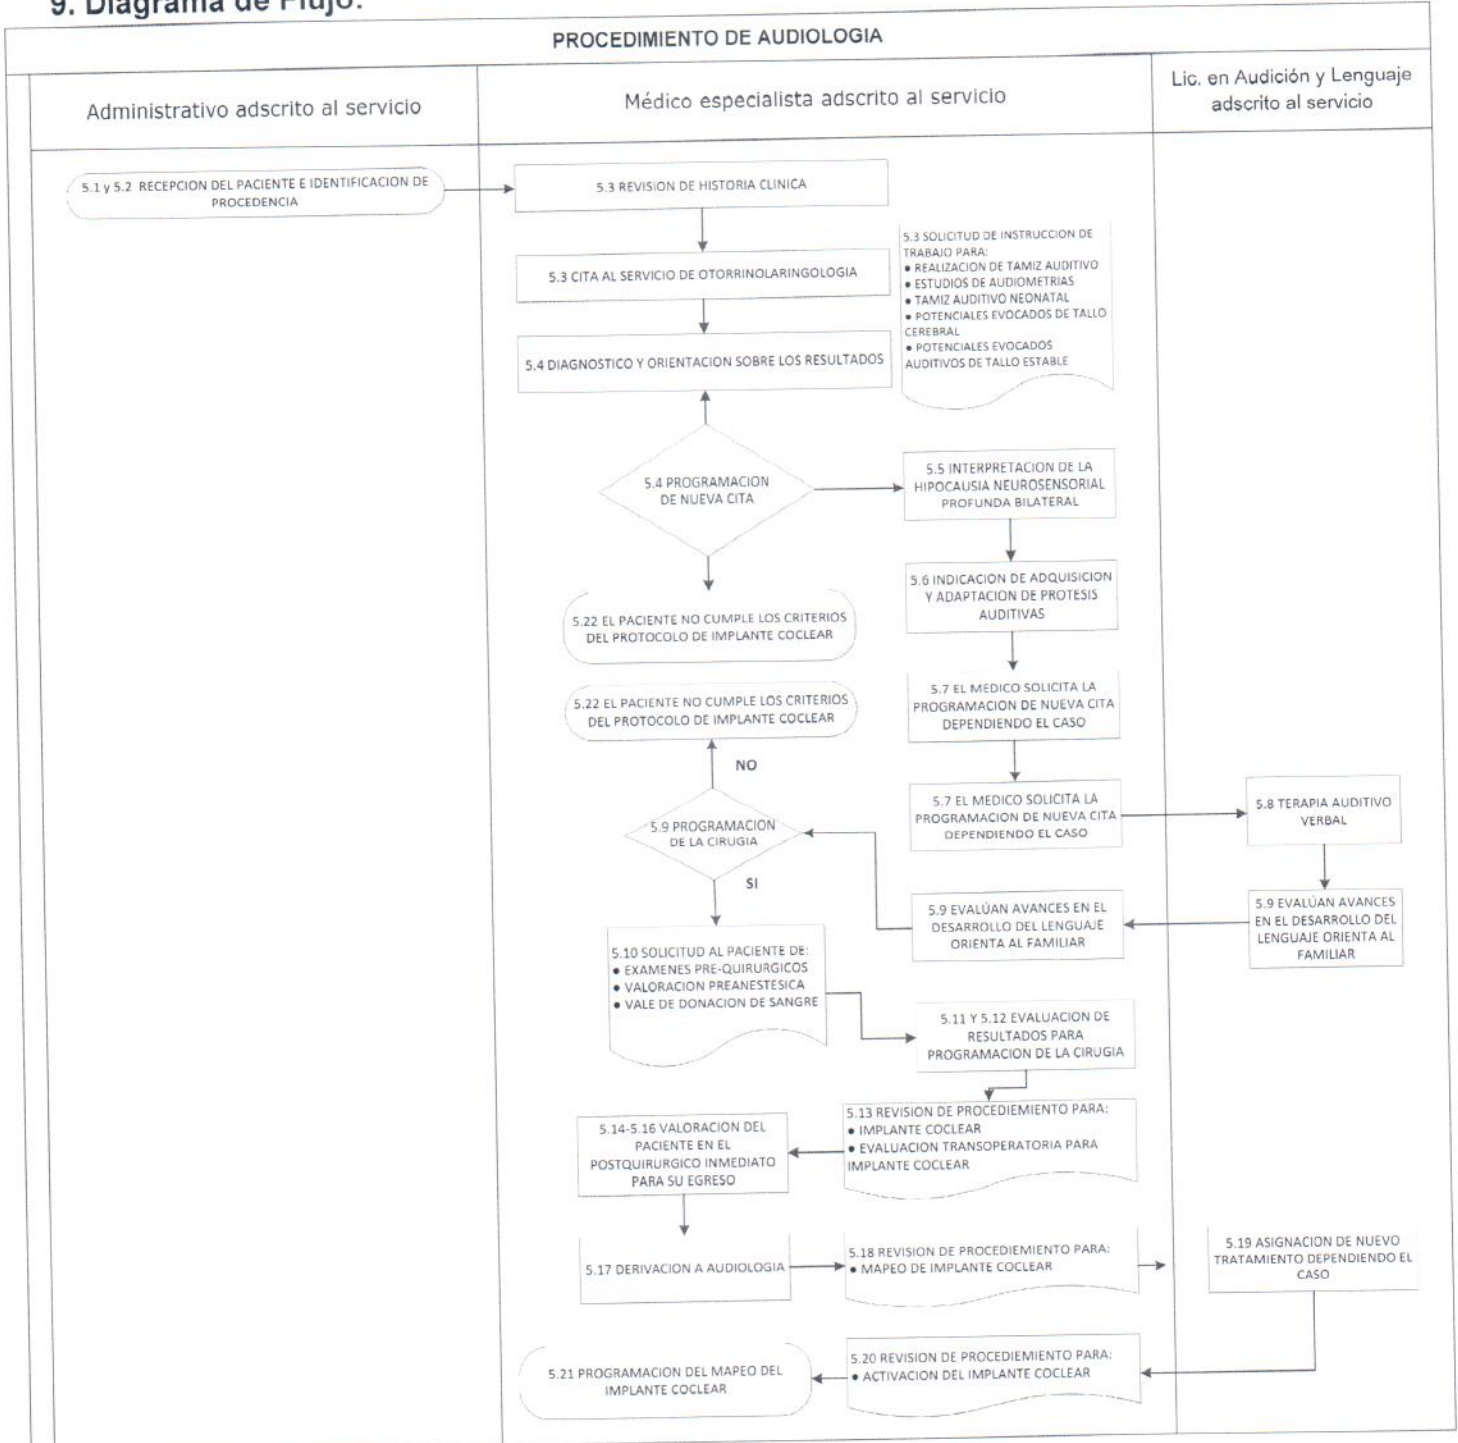 9. Diagrama de Flujo:
PROCEDIMIENTO DE AUDIOLOGIA
Administrativo adscrito al servicio
Médico especialista adscrito al servicio
Lic. en Audición y Lenguaje
adscrito al servicio
5.1 y 5.2 RECEPCION DEL PACIENTE E IDENTIFICACION DE
PROCEDENCIA
5.3 REVISION DE HISTORIA CLINICA
5.3 CITA AL SERVICIO DE OTORRINOLARINGOLOGIA
5.3 SOLICITUD DE INSTRUCCION DE
TRABAJO PARA:
● REALIZACION DE TAMIZ AUDITIVO
● ESTUDIOS DE AUDIOMETRIAS
● TAMIZ AUDITIVO NEONATAL
● POTENCIALES EVOCADOS DE TALLO
CEREBRAL
● POTENCIALES EVOCADOS
AUDITIVOS DE TALLO ESTABLE
5.4 DIAGNOSTICO Y ORIENTACION SOBRE LOS RESULTADOS
5.4 PROGRAMACION
DE NUEVA CITA
5.5 INTERPRETACION DE LA
HIPOCAUSIA NEUROSENSORIAL
PROFUNDA BILATERAL
5.6 INDICACION DE ADQUISICION
Y ADAPTACION DE PROTESIS
AUDITIVAS
5.22 EL PACIENTE NO CUMPLE LOS CRITERIOS
DEL PROTOCOLO DE IMPLANTE COCLEAR
5.22 EL PACIENTE NO CUMPLE LOS CRITERIOS
DEL PROTOCOLO DE IMPLANTE COCLEAR
5.7 EL MEDICO SOLICITA LA
PROGRAMACION DE NUEVA CITA
DEPENDIENDO EL CASO
NO
5.7 EL MEDICO SOLICITA LA
PROGRAMACION DE NUEVA CITA
DEPENDIENDO EL CASO
5.8 TERAPIA AUDITIVO
VERBAL
5.9 PROGRAMACION
DE LA CIRUGIA
SI
5.9 EVALÚAN AVANCES EN EL
DESARROLLO DEL LENGUAJE
ORIENTA AL FAMILIAR
5.9 EVALÚAN AVANCES
EN EL DESARROLLO DEL
LENGUAJE ORIENTA AL
FAMILIAR
5.10 SOLICITUD AL PACIENTE DE:
● EXAMENES PRE-QUIRURGICOS
● VALORACION PREANESTESICA
● VALE DE DONACION DE SANGRE
5.11 Y 5.12 EVALUACION DE
RESULTADOS PARA
PROGRAMACION DE LA CIRUGIA
5.13 REVISION DE PROCEDIEMIENTO PARA:
● IMPLANTE COCLEAR
● EVALUACION TRANSOPERATORIA PARA
IMPLANTE COCLEAR
5.14-5.16 VALORACION DEL
PACIENTE EN EL
POSTQUIRURGICO INMEDIATO
PARA SU EGRESO
5.17 DERIVACION A AUDIOLOGIA
5.18 REVISION DE PROCEDIEMIENTO PARA:
● MAPEO DE IMPLANTE COCLEAR
5.19 ASIGNACION DE NUEVO
TRATAMIENTO DEPENDIENDO EL
CASO
5.20 REVISION DE PROCEDIEMIENTO PARA:
● ACTIVACION DEL IMPLANTE COCLEAR
5.21 PROGRAMACION DEL MAPEO DEL
IMPLANTE COCLEAR